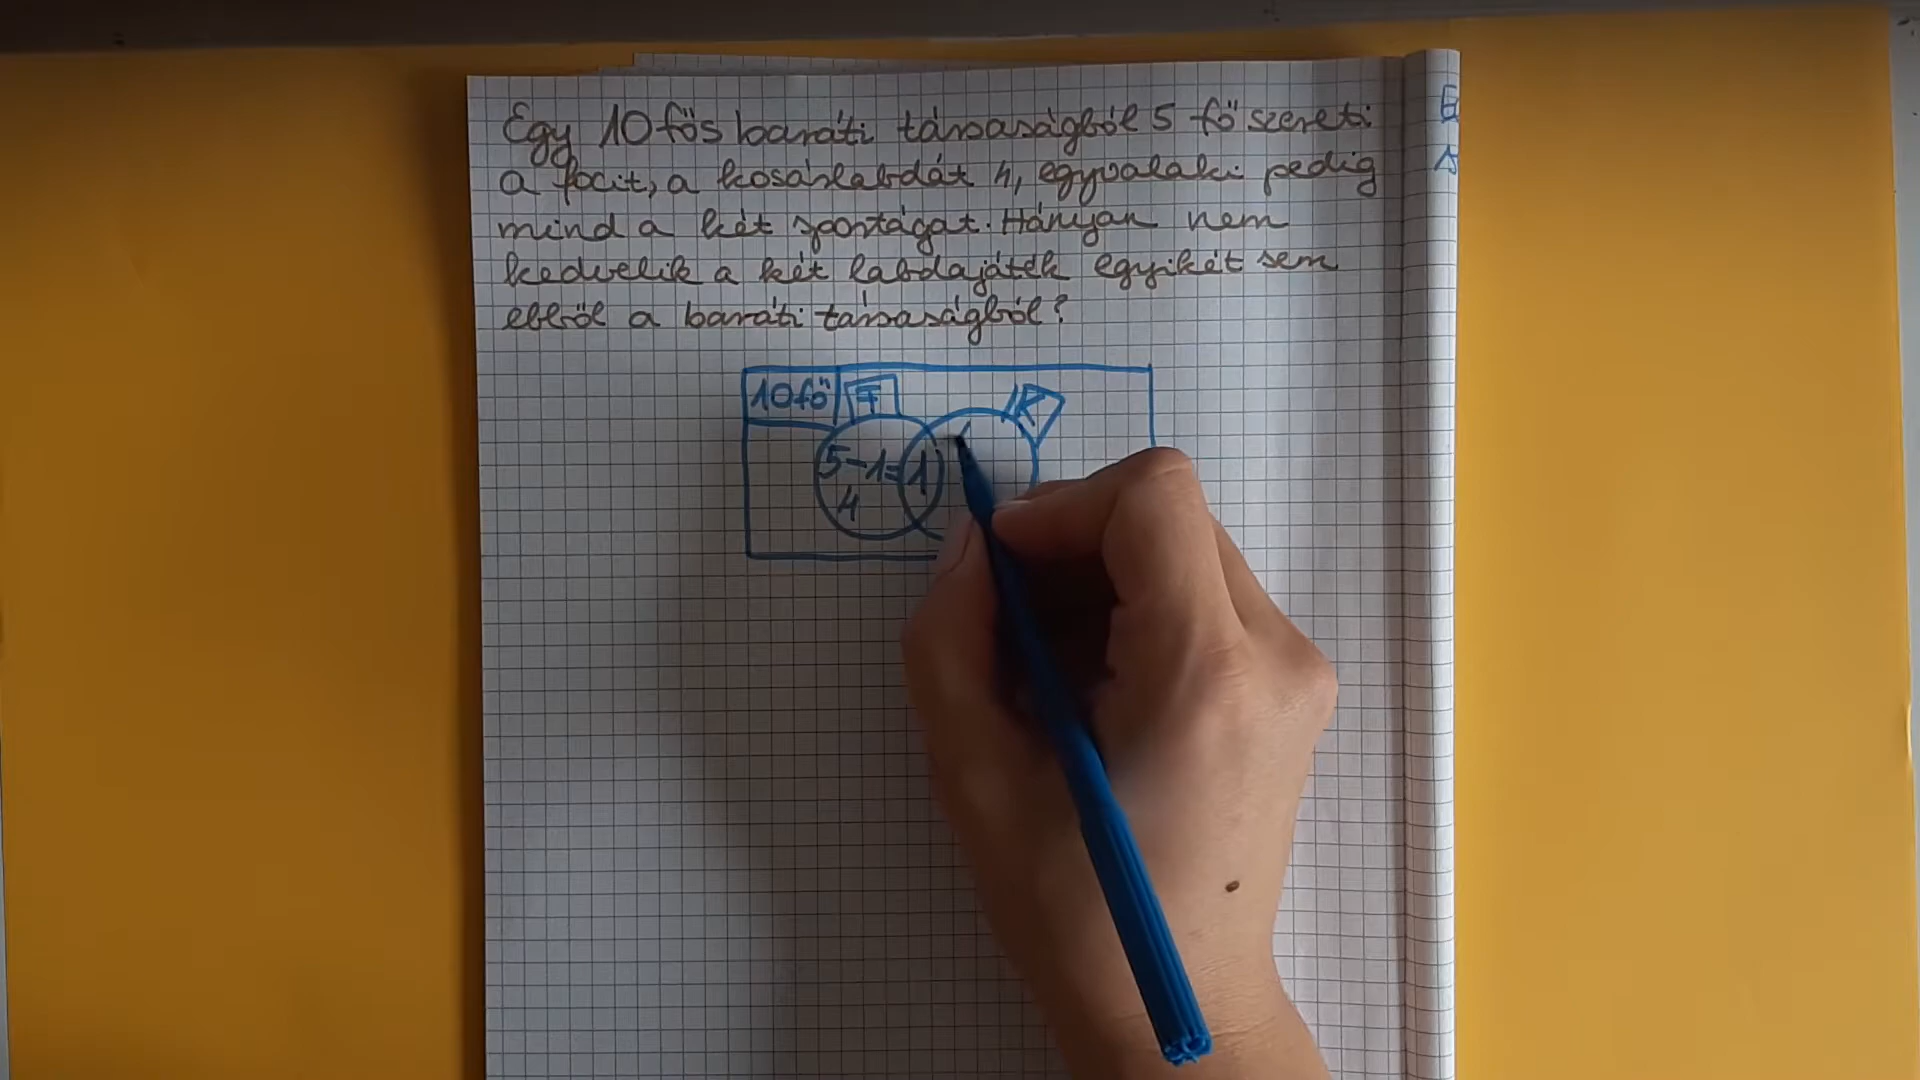 Egy 10 fős baráti társaságból 5 fő szereti
a focit, a kosárlabdát 4, egyvalaki pedig
mind a két sportágat. Hányan nem
kedvelik a két labdajáték egyikét sem
ebből a baráti társaságból?
10 fő F K
5-1= 1
4